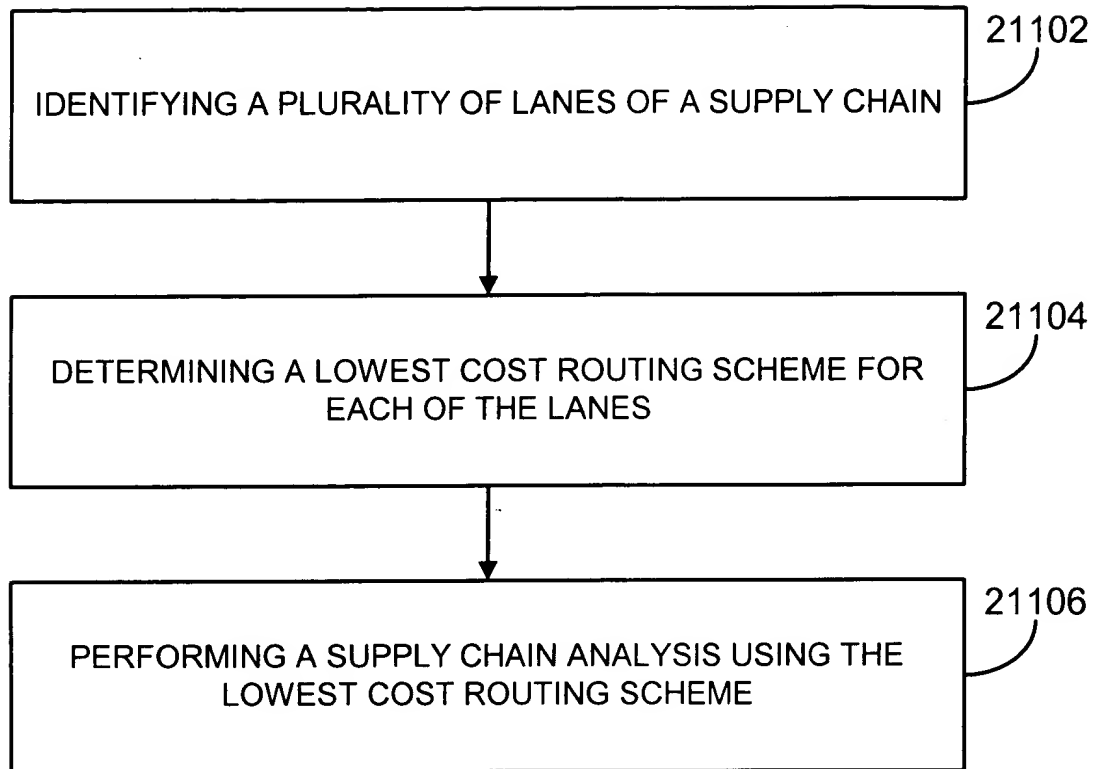 21102
IDENTIFYING A PLURALITY OF LANES OF A SUPPLY CHAIN
21104
DETERMINING A LOWEST COST ROUTING SCHEME FOR
EACH OF THE LANES
21106
PERFORMING A SUPPLY CHAIN ANALYSIS USING THE
LOWEST COST ROUTING SCHEME